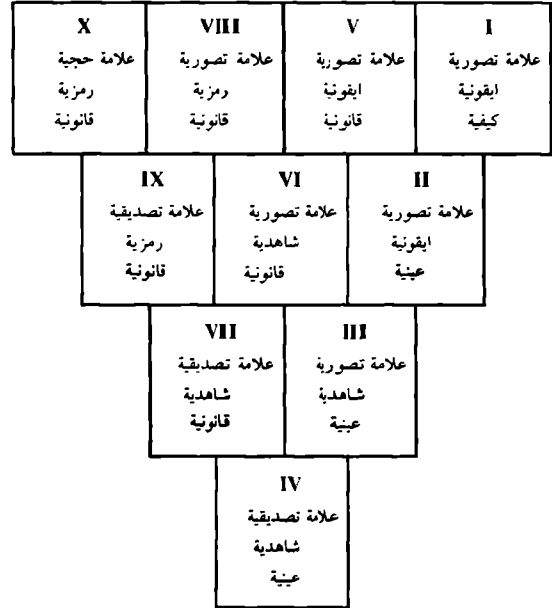 I
علامة تصورية
ايقونية
كيفية
V
علامة تصورية
ايقونية
قانونية
VIII
علامة تصورية
رمزية
قانونية
X
علامة حجية
رمزية
قانونية
II
علامة تصورية
ايقونية
عينية
VI
علامة تصورية
شاهدية
قانونية
IX
علامة تصديقية
رمزية
قانونية
III
علامة تصورية
شاهدية
عينية
VII
علامة تصديقية
شاهدية
قانونية
IV
علامة تصديقية
شاهدية
عينية